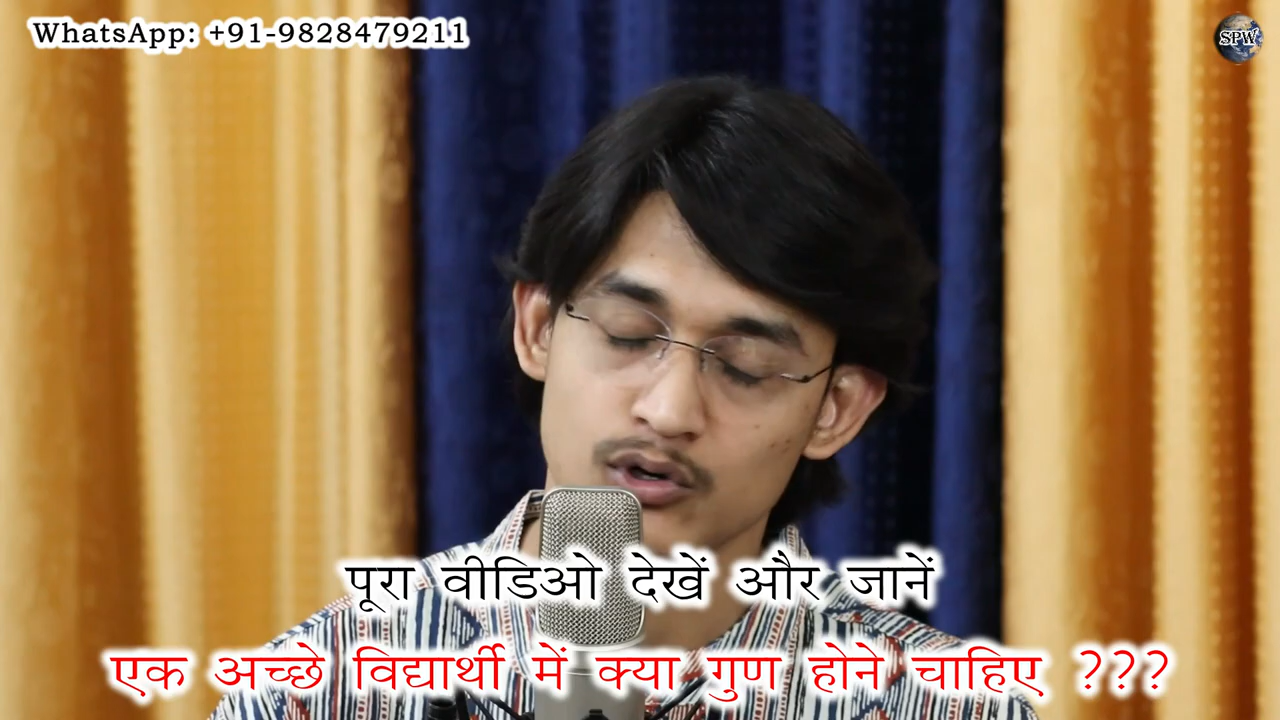 WhatsApp: +91-9828479211
SPW
पूरा वीडिओ देखें और जानें
एक अच्छे विद्यार्थी में क्या गुण होने चाहिए ???